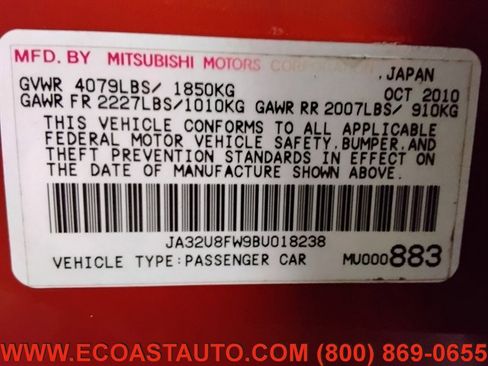 MFD. BY MITSUBISHI MOTORS CORPORATION, JAPAN
GVWR 4079LBS/ 1850KG OCT 2010
GAWR FR 2227LBS/1010KG GAWR RR 2007LBS/ 910KG
THIS VEHICLE CONFORMS TO ALL APPLICABLE
FEDERAL MOTOR VEHICLE SAFETY,BUMPER,AND
THEFT PREVENTION STANDARDS IN EFFECT ON
THE DATE OF MANUFACTURE SHOWN ABOVE.
JA32U8FW9BU018238
VEHICLE TYPE:PASSENGER CAR MU000883
WWW.ECOASTAUTO.COM (800) 869-0655